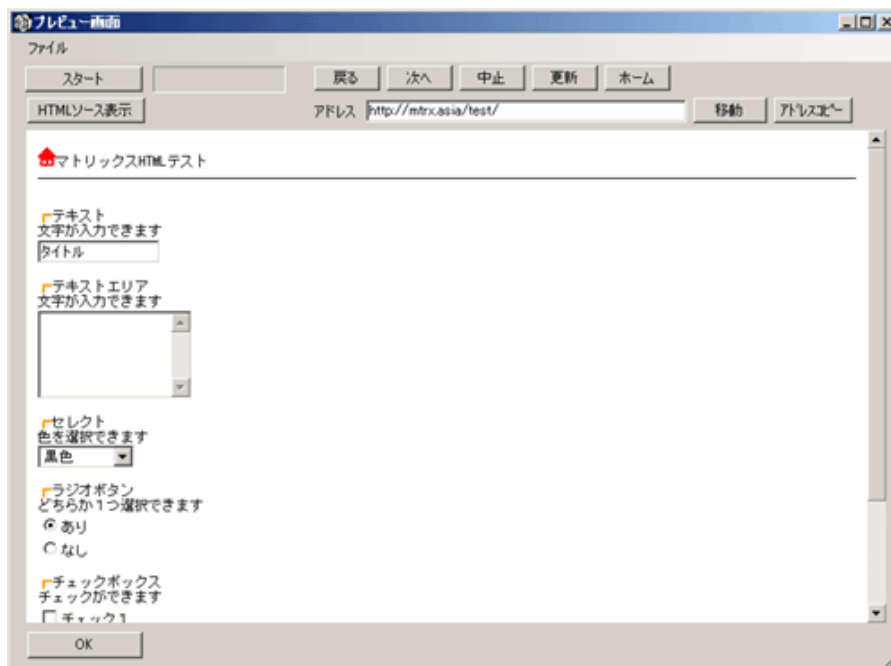 プレビュー画面
ファイル
スタート 戻る 次へ 中止 更新 ホーム
HTMLソース表示 アドレス http://mtrx.asia/test/ 移動 アドレスコピー
マトリックスHTMLテスト
┏テキスト
文字が入力できます
タイトル
┏テキストエリア
文字が入力できます
┏セレクト
色を選択できます
黒色
┏ラジオボタン
どちらか1つ選択できます
あり
なし
┏チェックボックス
チェックができます
チェック1
OK